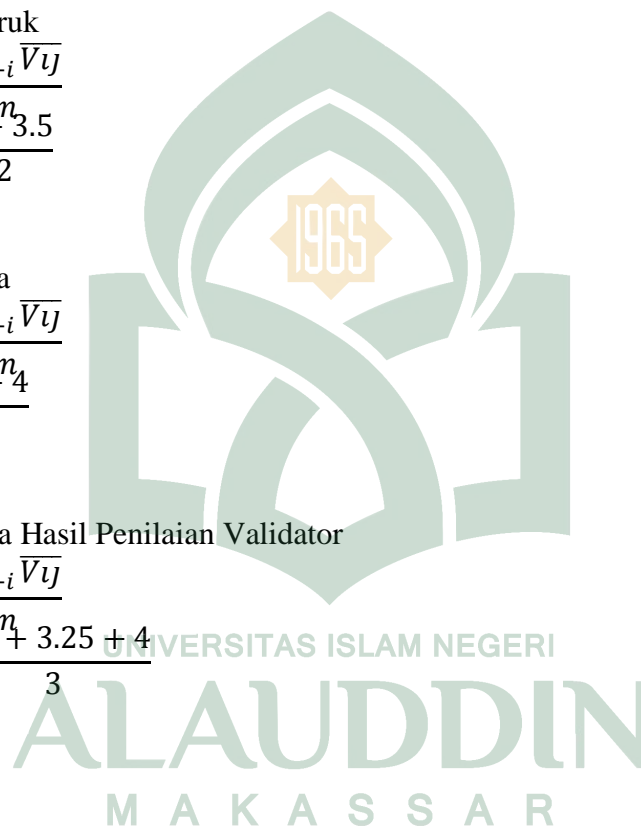 ruk
-i Vij
n
- 3.5
2
1965
a
-i Vij
n
- 4
a Hasil Penilaian Validator
-i Vij
n
+ 3.25 + 4
3
UNIVERSITAS ISLAM NEGERI
ALAUDDIN
MAKASSAR